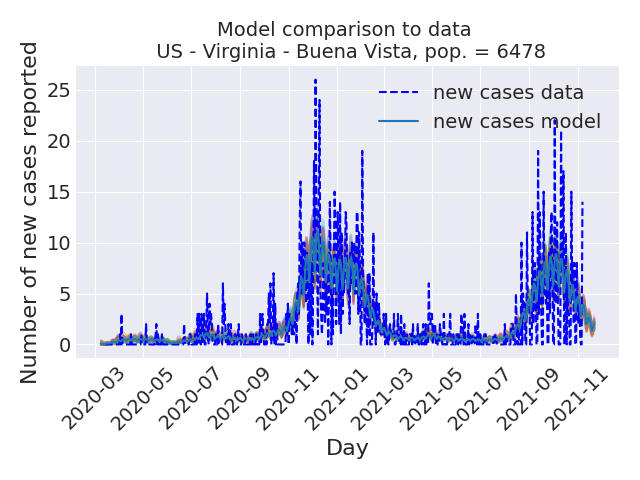 Model comparison to data
US - Virginia - Buena Vista, pop. = 6478
Number of new cases reported
25
20
15
10
5
0
new cases data
new cases model
2020-03
2020-05
2020-07
2020-09
2020-11
2021-01
2021-03
2021-05
2021-07
2021-09
2021-11
Day